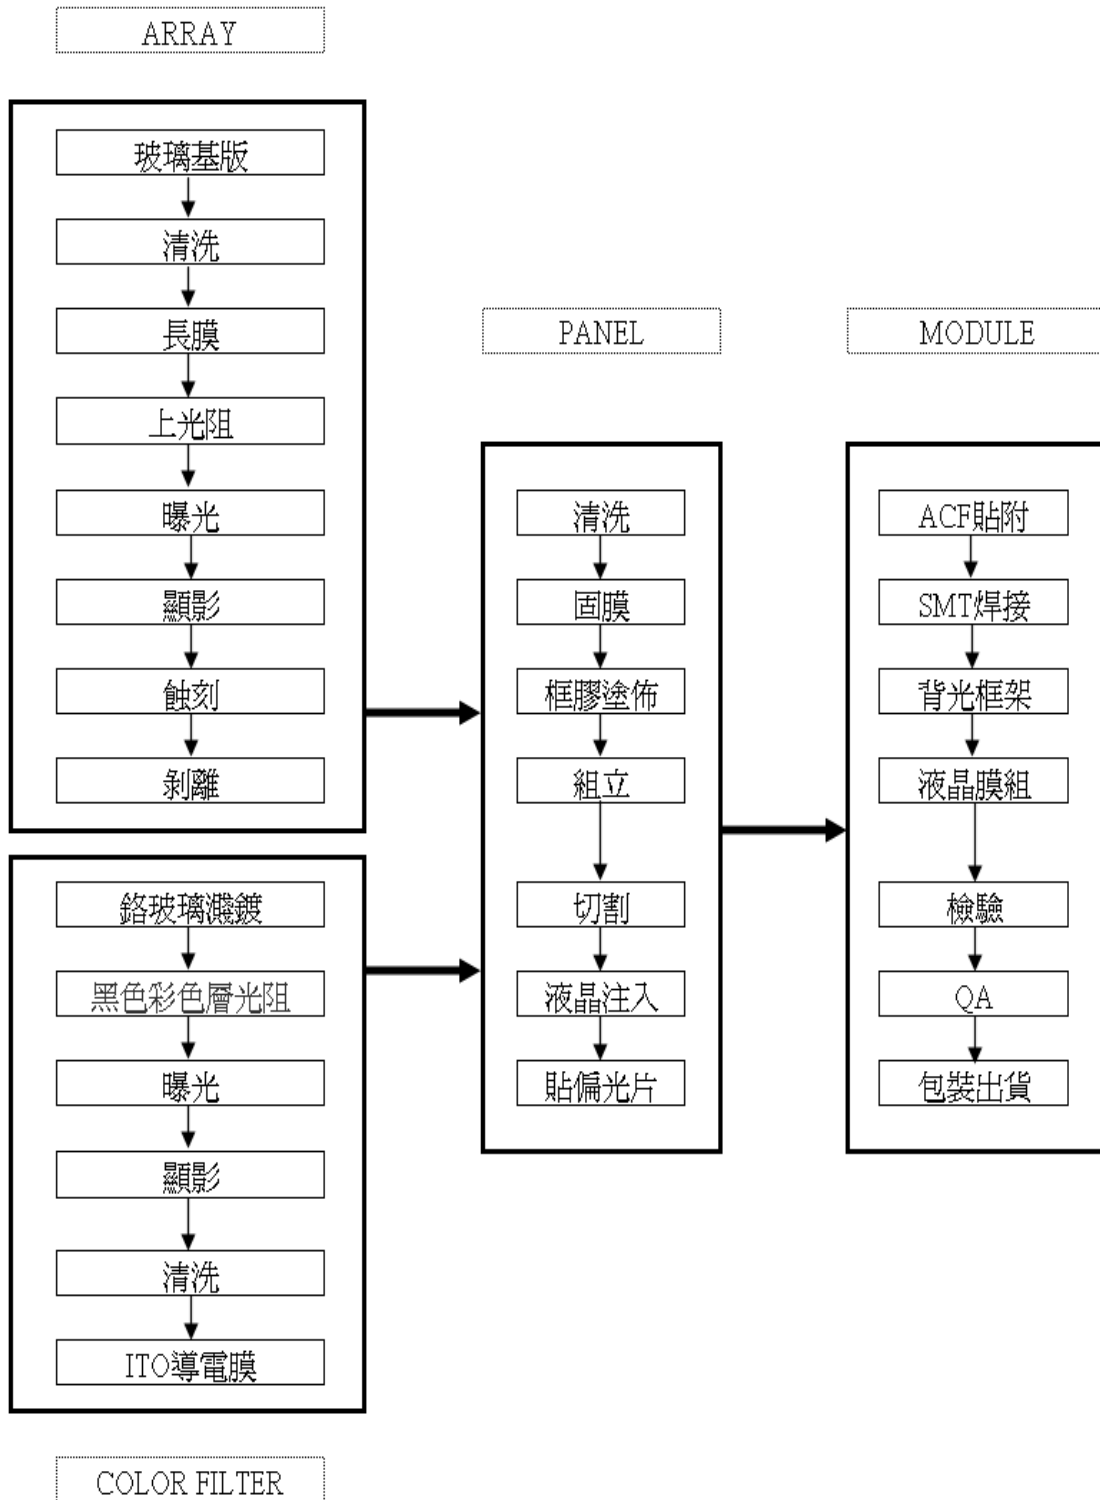 ARRAY
玻璃基版
清洗
長膜
上光阻
曝光
顯影
蝕刻
剝離
鉻玻璃濺鍍
黑色彩色層光阻
曝光
顯影
清洗
ITO導電膜
COLOR FILTER
PANEL
清洗
固膜
框膠塗佈
組立
切割
液晶注入
貼偏光片
MODULE
ACF貼附
SMT焊接
背光框架
液晶膜組
檢驗
QA
包裝出貨